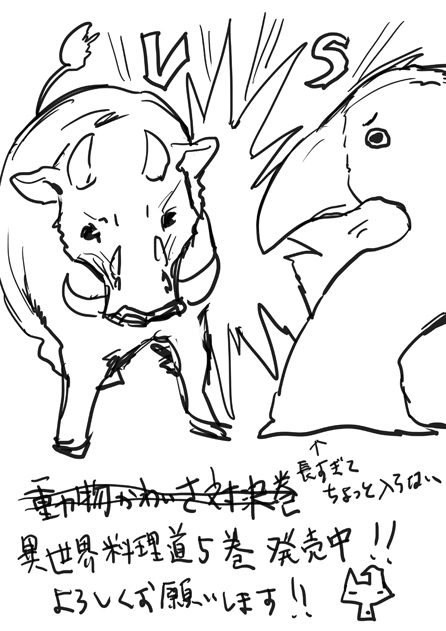 VS
動物かわいさ対決巻
↑
長すぎて
ちょっと入らない
異世界料理道5巻 発売中!!
よろしくお願いします!!